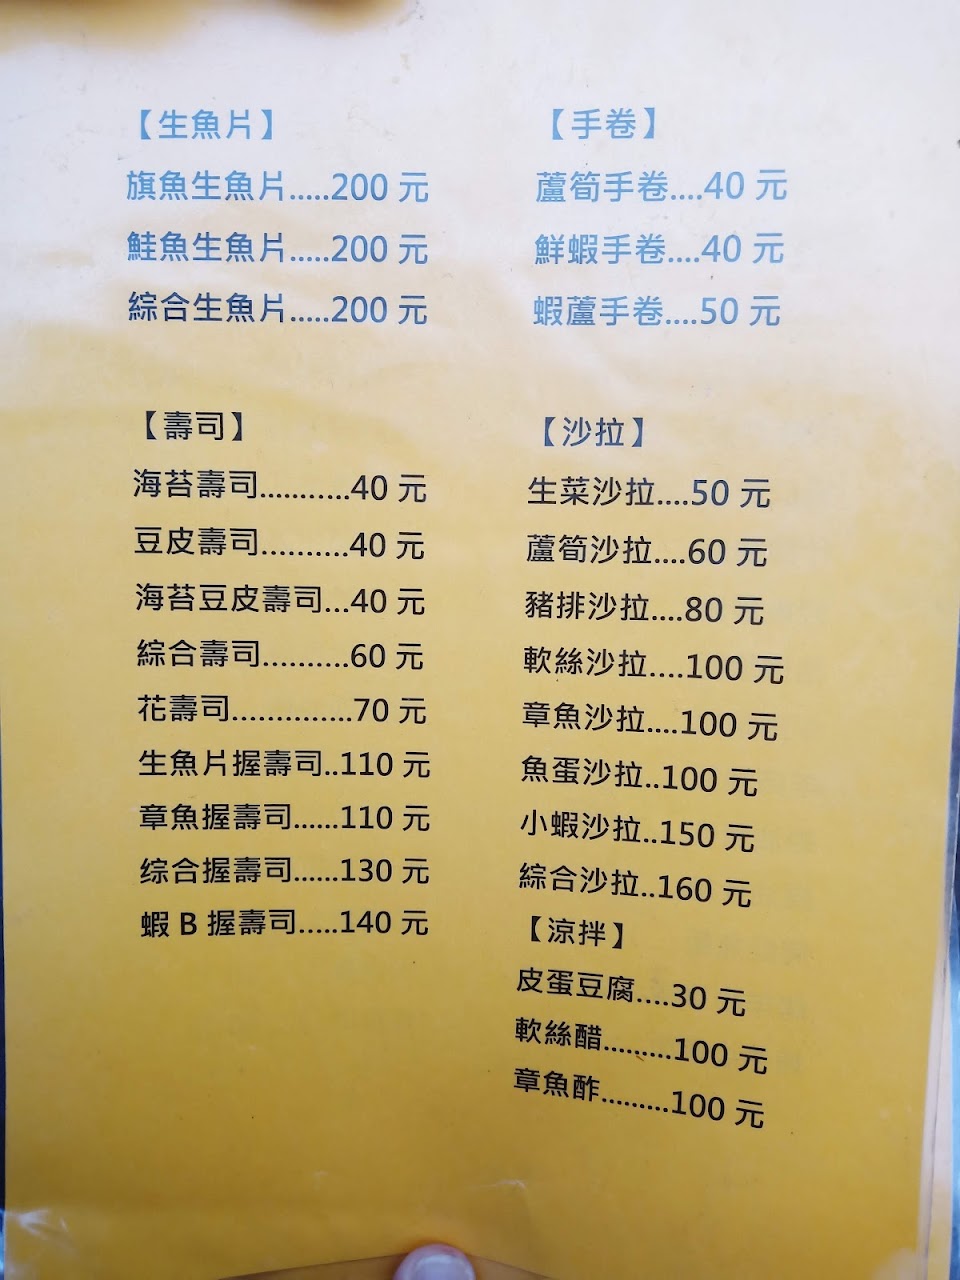 【生魚片】
旗魚生魚片.....200 元
鮭魚生魚片.....200 元
綜合生魚片.....200 元
【手卷】
蘆筍手卷....40 元
鮮蝦手卷....40 元
蝦蘆手卷....50 元
【壽司】
海苔壽司...........40 元
豆皮壽司..........40 元
海苔豆皮壽司...40 元
綜合壽司..........60 元
花壽司..............70 元
生魚片握壽司..110 元
章魚握壽司......110 元
综合握壽司......130 元
蝦 B 握壽司.....140 元
【沙拉】
生菜沙拉....50 元
蘆筍沙拉....60 元
豬排沙拉....80 元
軟絲沙拉....100 元
章魚沙拉....100 元
魚蛋沙拉..100 元
小蝦沙拉..150 元
綜合沙拉..160 元
【涼拌】
皮蛋豆腐....30 元
軟絲醋.........100 元
章魚酢.........100 元